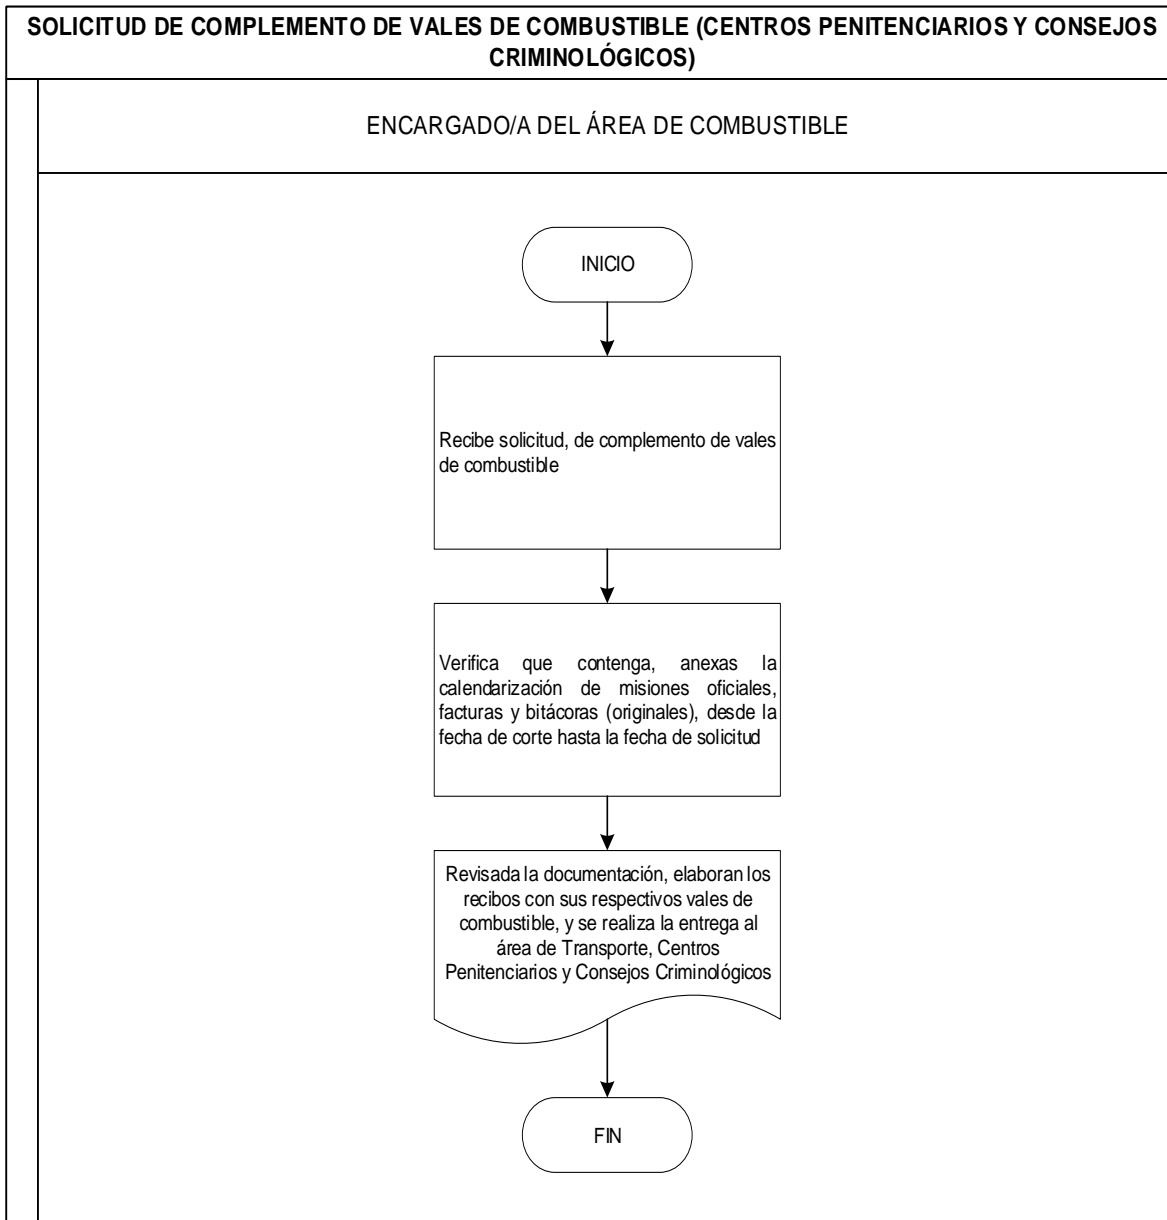 SOLICITUD DE COMPLEMENTO DE VALES DE COMBUSTIBLE (CENTROS PENITENCIARIOS Y CONSEJOS
CRIMINOLÓGICOS)
ENCARGADO/A DEL ÁREA DE COMBUSTIBLE
INICIO
Recibe solicitud, de complemento de vales
de combustible
Verifica que contenga, anexas la
calendarización de misiones oficiales,
facturas y bitácoras (originales), desde la
fecha de corte hasta la fecha de solicitud
Revisada la documentación, elaboran los
recibos con sus respectivos vales de
combustible, y se realiza la entrega al
área de Transporte, Centros
Penitenciarios y Consejos Criminológicos
FIN